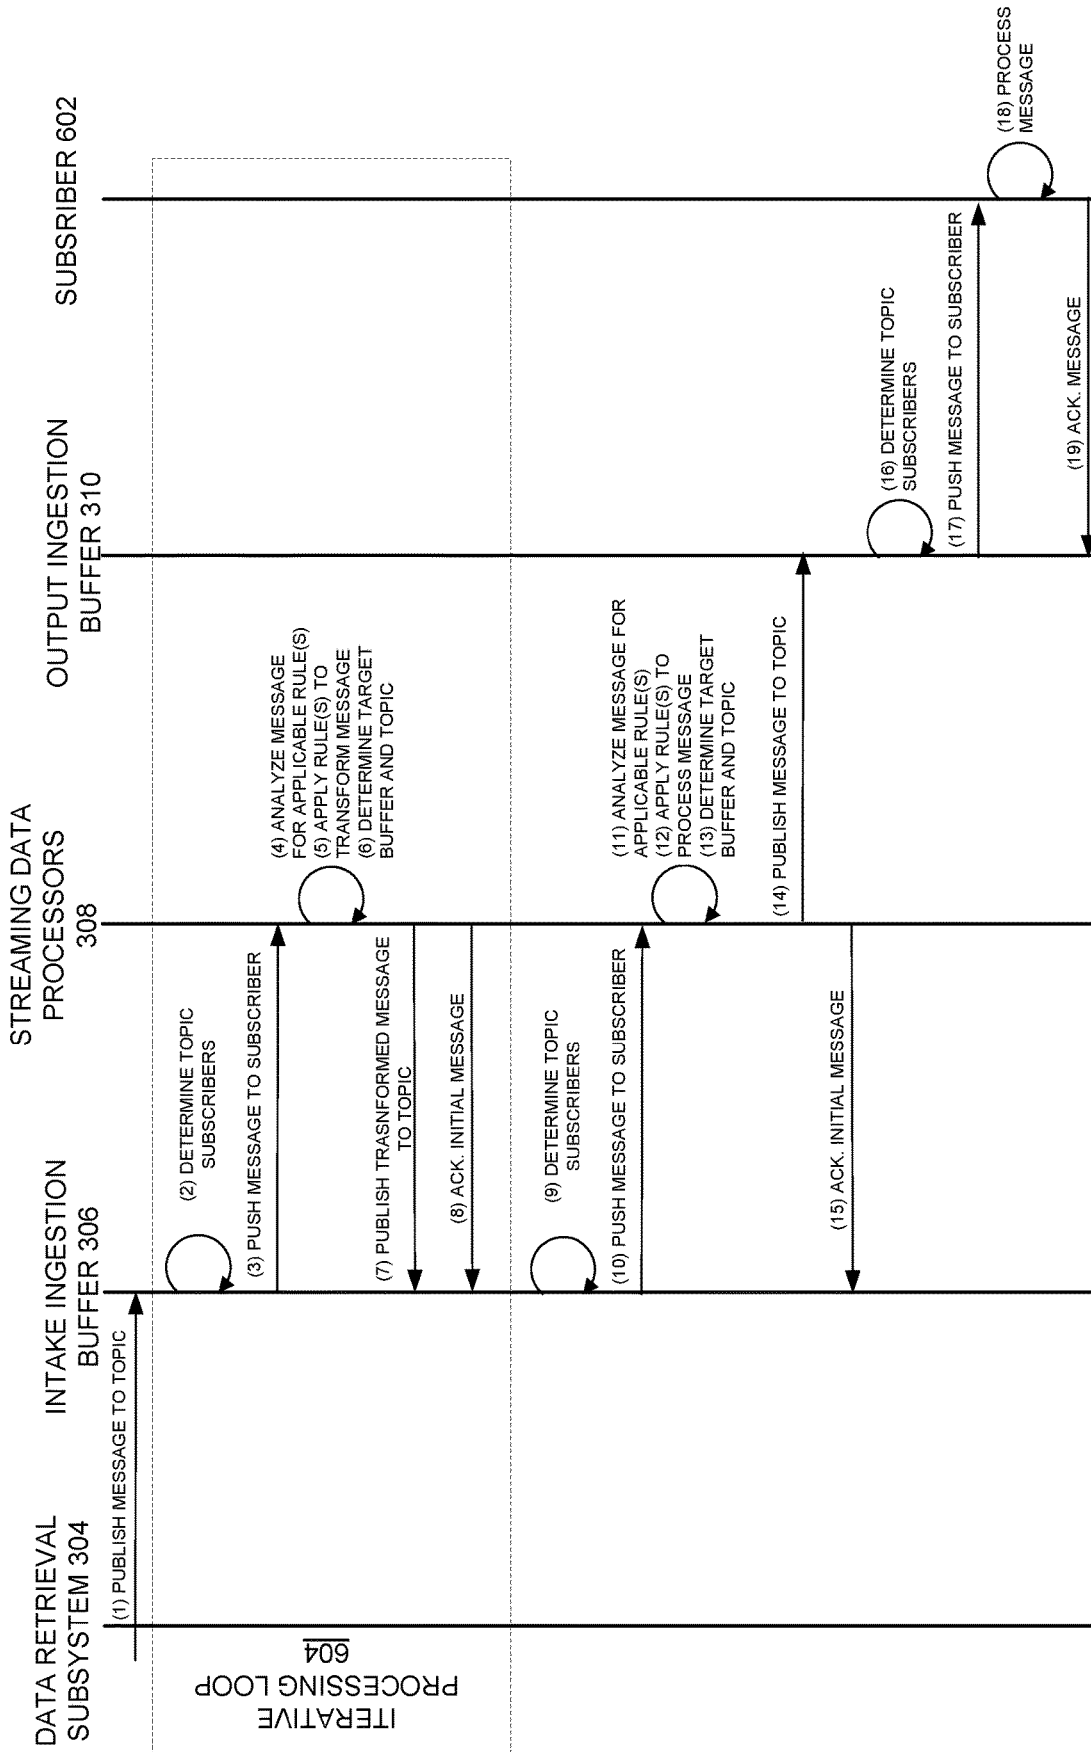 DATA RETRIEVAL
SUBSYSTEM 304
INTAKE INGESTION
BUFFER 306
STREAMING DATA
PROCESSORS
308
OUTPUT INGESTION
BUFFER 310
SUBSRIBER 602
(1) PUBLISH MESSAGE TO TOPIC
ITERATIVE
PROCESSING LOOP
604
(2) DETERMINE TOPIC
SUBSCRIBERS
(3) PUSH MESSAGE TO SUBSCRIBER
(4) ANALYZE MESSAGE
FOR APPLICABLE RULE(S)
(5) APPLY RULE(S) TO
TRANSFORM MESSAGE
(6) DETERMINE TARGET
BUFFER AND TOPIC
(7) PUBLISH TRASNFORMED MESSAGE
TO TOPIC
(8) ACK. INITIAL MESSAGE
(9) DETERMINE TOPIC
SUBSCRIBERS
(10) PUSH MESSAGE TO SUBSCRIBER
(11) ANALYZE MESSAGE FOR
APPLICABLE RULE(S)
(12) APPLY RULE(S) TO
PROCESS MESSAGE
(13) DETERMINE TARGET
BUFFER AND TOPIC
(14) PUBLISH MESSAGE TO TOPIC
(15) ACK. INITIAL MESSAGE
(16) DETERMINE TOPIC
SUBSCRIBERS
(17) PUSH MESSAGE TO SUBSCRIBER
(18) PROCESS
MESSAGE
(19) ACK. MESSAGE